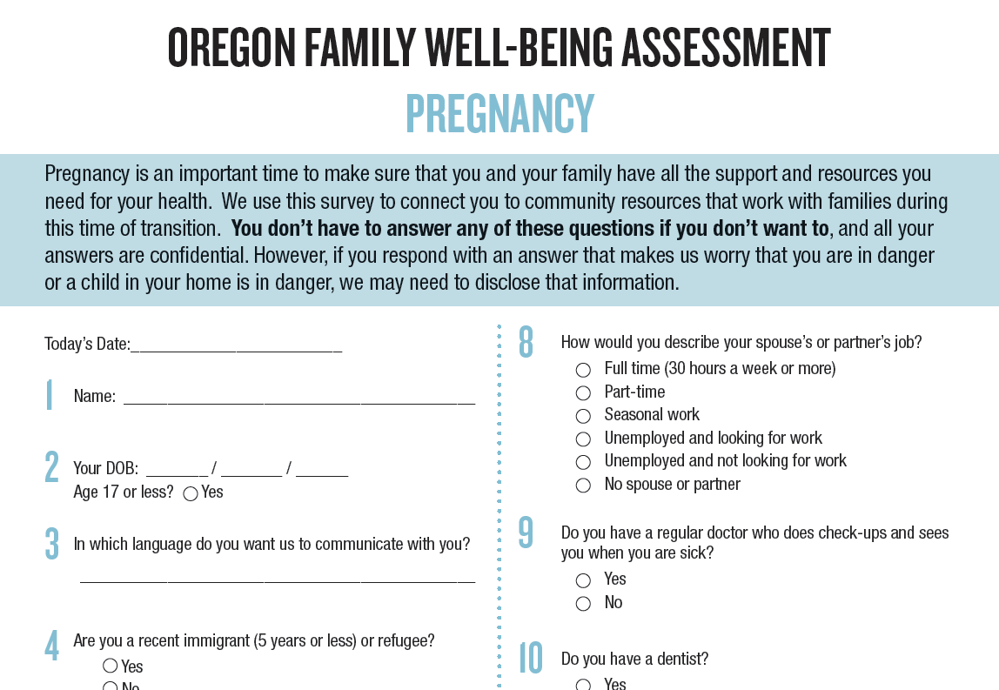 OREGON FAMILY WELL-BEING ASSESSMENT
PREGNANCY
Pregnancy is an important time to make sure that you and your family have all the support and resources you
need for your health.  We use this survey to connect you to community resources that work with families during
this time of transition.  You don’t have to answer any of these questions if you don’t want to, and all your
answers are confidential. However, if you respond with an answer that makes us worry that you are in danger
or a child in your home is in danger, we may need to disclose that information.
Today’s Date:________________________
1 Name: ________________________________________
2 Your DOB: _______ / _______ / ______
Age 17 or less? ○ Yes
3 In which language do you want us to communicate with you?
_____________________________________________
4 Are you a recent immigrant (5 years or less) or refugee?
○ Yes
○ No
8 How would you describe your spouse’s or partner’s job?
○ Full time (30 hours a week or more)
○ Part-time
○ Seasonal work
○ Unemployed and looking for work
○ Unemployed and not looking for work
○ No spouse or partner
9 Do you have a regular doctor who does check-ups and sees
you when you are sick?
○ Yes
○ No
10 Do you have a dentist?
○ Yes